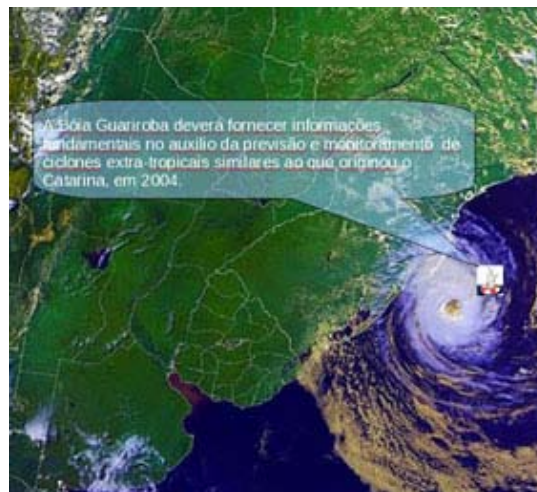 A Bóia Guariroba deverá fornecer informações
fundamentais no auxílio da previsão e monitoramento de
ciclones extra-tropicais similares ao que originou o
Catarina, em 2004.